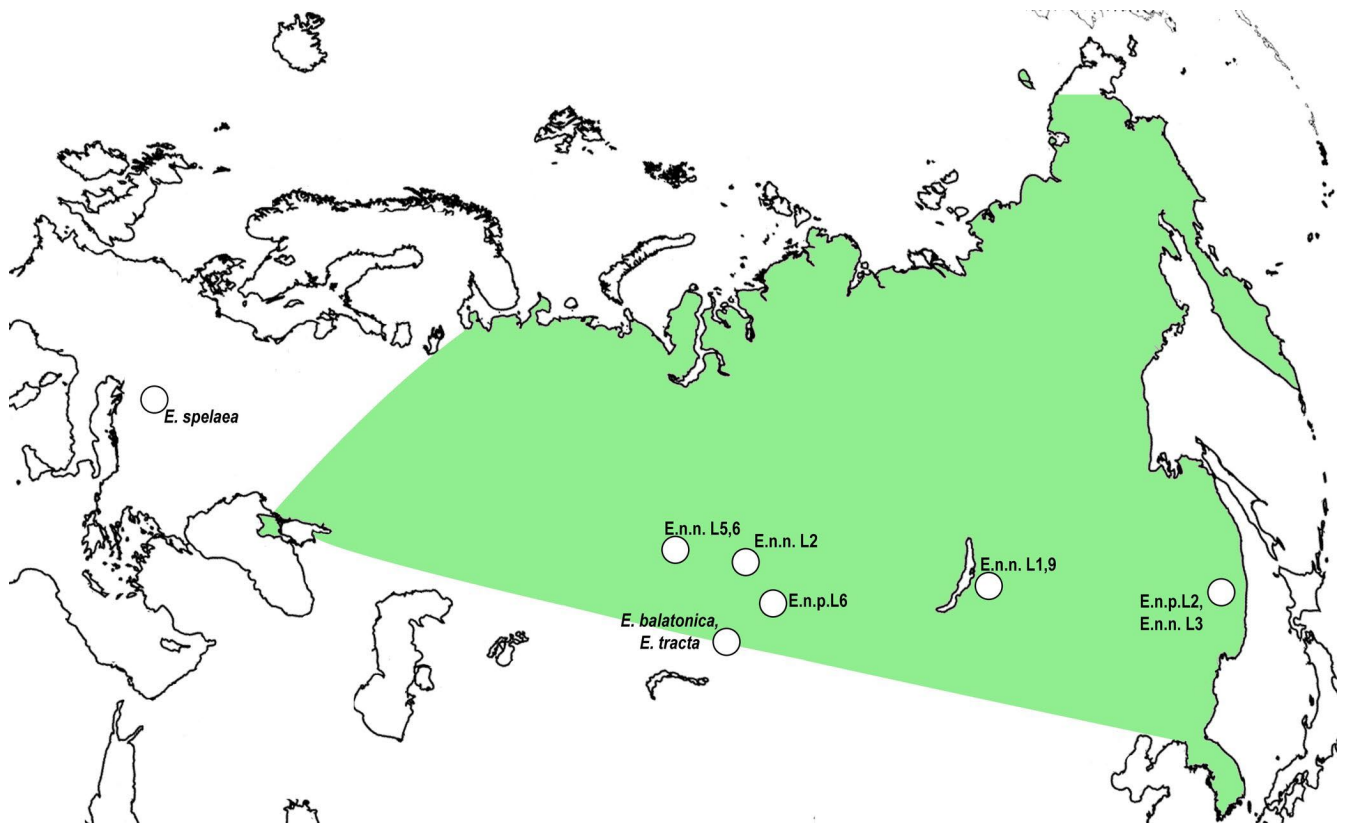 E. spelaea
E.n.n. L5,6
E.n.n. L2
E.n.n. L1,9
E.n.p.L6
E.n.p.L2,
E.n.n. L3
E. balatonica,
E. tracta